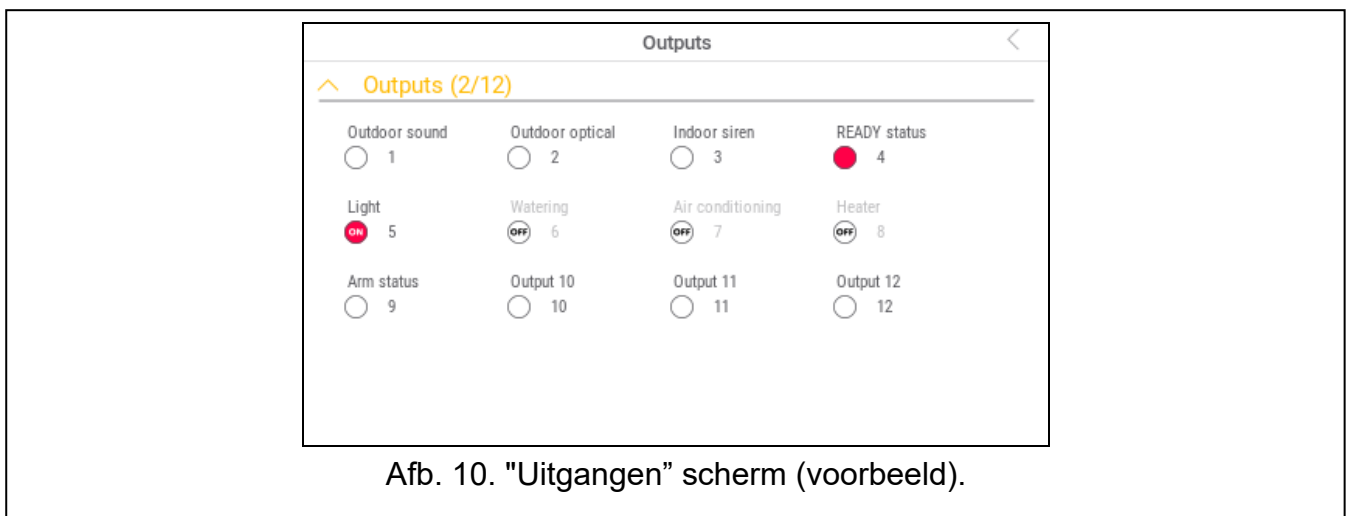 Outputs
Outputs (2/12)
Outdoor sound Outdoor optical Indoor siren READY status
1 2 3 4
Light Watering Air conditioning Heater
ON 5 OFF 6 OFF 7 OFF 8
Arm status Output 10 Output 11 Output 12
9 10 11 12
Afb. 10. "Uitgangen” scherm (voorbeeld).